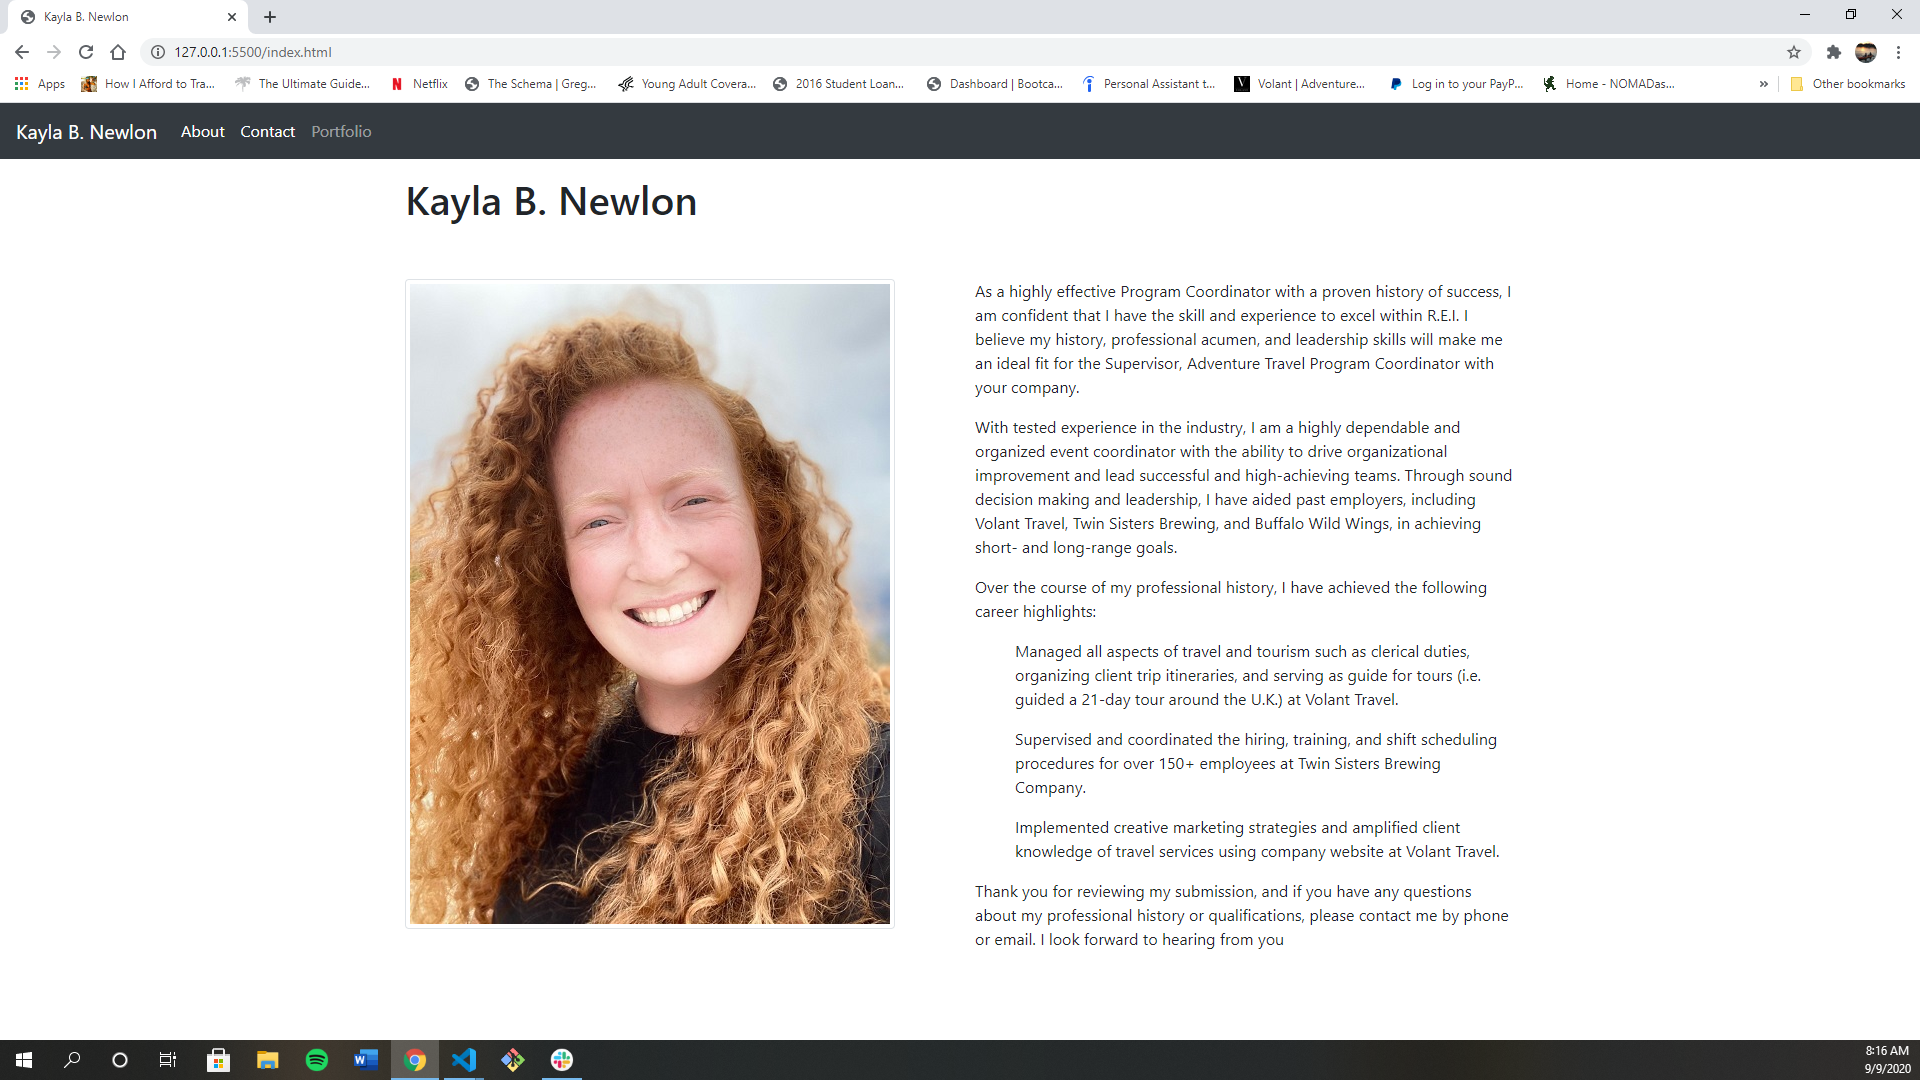 Kayla B. Newlon
127.0.0.1:5500/index.html
Apps
How I Afford to Tra...
The Ultimate Guide...
Netflix
The Schema | Greg...
Young Adult Covera...
2016 Student Loan...
Dashboard | Bootca...
Personal Assistant t...
Volant | Adventure...
Log in to your PayP...
Home - NOMADas...
Other bookmarks
Kayla B. Newlon About Contact Portfolio
Kayla B. Newlon
As a highly effective Program Coordinator with a proven history of success, I
am confident that I have the skill and experience to excel within R.E.I. I
believe my history, professional acumen, and leadership skills will make me
an ideal fit for the Supervisor, Adventure Travel Program Coordinator with
your company.
With tested experience in the industry, I am a highly dependable and
organized event coordinator with the ability to drive organizational
improvement and lead successful and high-achieving teams. Through sound
decision making and leadership, I have aided past employers, including
Volant Travel, Twin Sisters Brewing, and Buffalo Wild Wings, in achieving
short- and long-range goals.
Over the course of my professional history, I have achieved the following
career highlights:
Managed all aspects of travel and tourism such as clerical duties,
organizing client trip itineraries, and serving as guide for tours (i.e.
guided a 21-day tour around the U.K.) at Volant Travel.
Supervised and coordinated the hiring, training, and shift scheduling
procedures for over 150+ employees at Twin Sisters Brewing
Company.
Implemented creative marketing strategies and amplified client
knowledge of travel services using company website at Volant Travel.
Thank you for reviewing my submission, and if you have any questions
about my professional history or qualifications, please contact me by phone
or email. I look forward to hearing from you
8:16 AM
9/9/2020